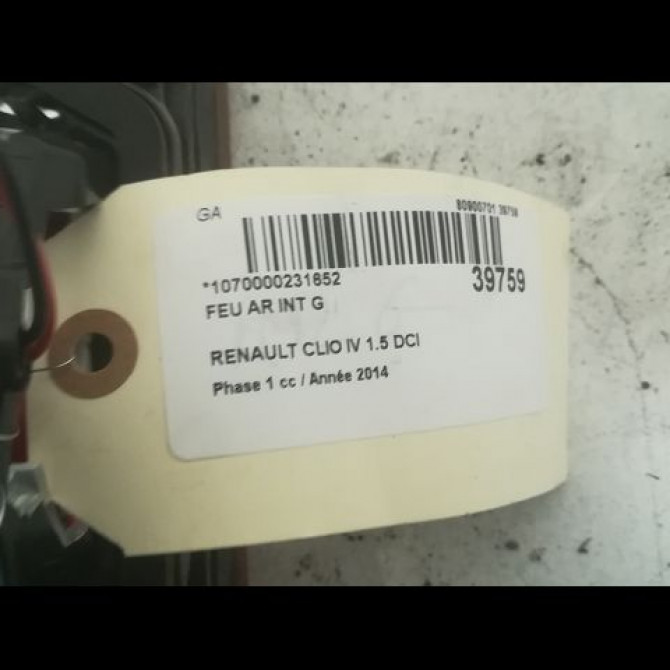 GA
80900701 39759
*1070000231652
39759
FEU AR INT G
RENAULT CLIO IV 1.5 DCI
Phase 1 cc / Année 2014